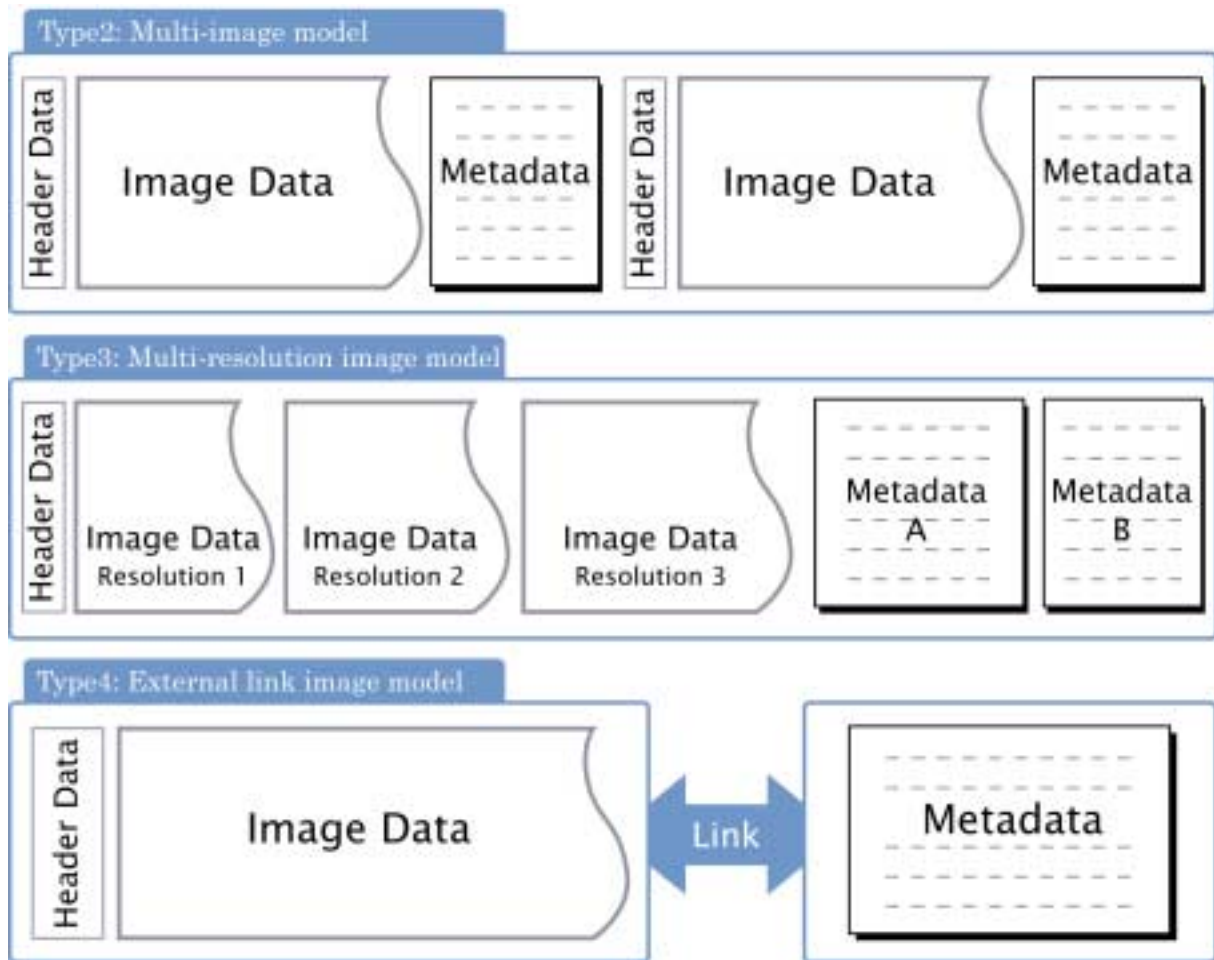 Type2: Multi-image model
Header Data
Image Data
Metadata
Header Data
Image Data
Metadata
Type3: Multi-resolution image model
Header Data
Image Data
Resolution 1
Image Data
Resolution 2
Image Data
Resolution 3
Metadata
A
Metadata
B
Type4: External link image model
Header Data
Image Data
Link
Metadata